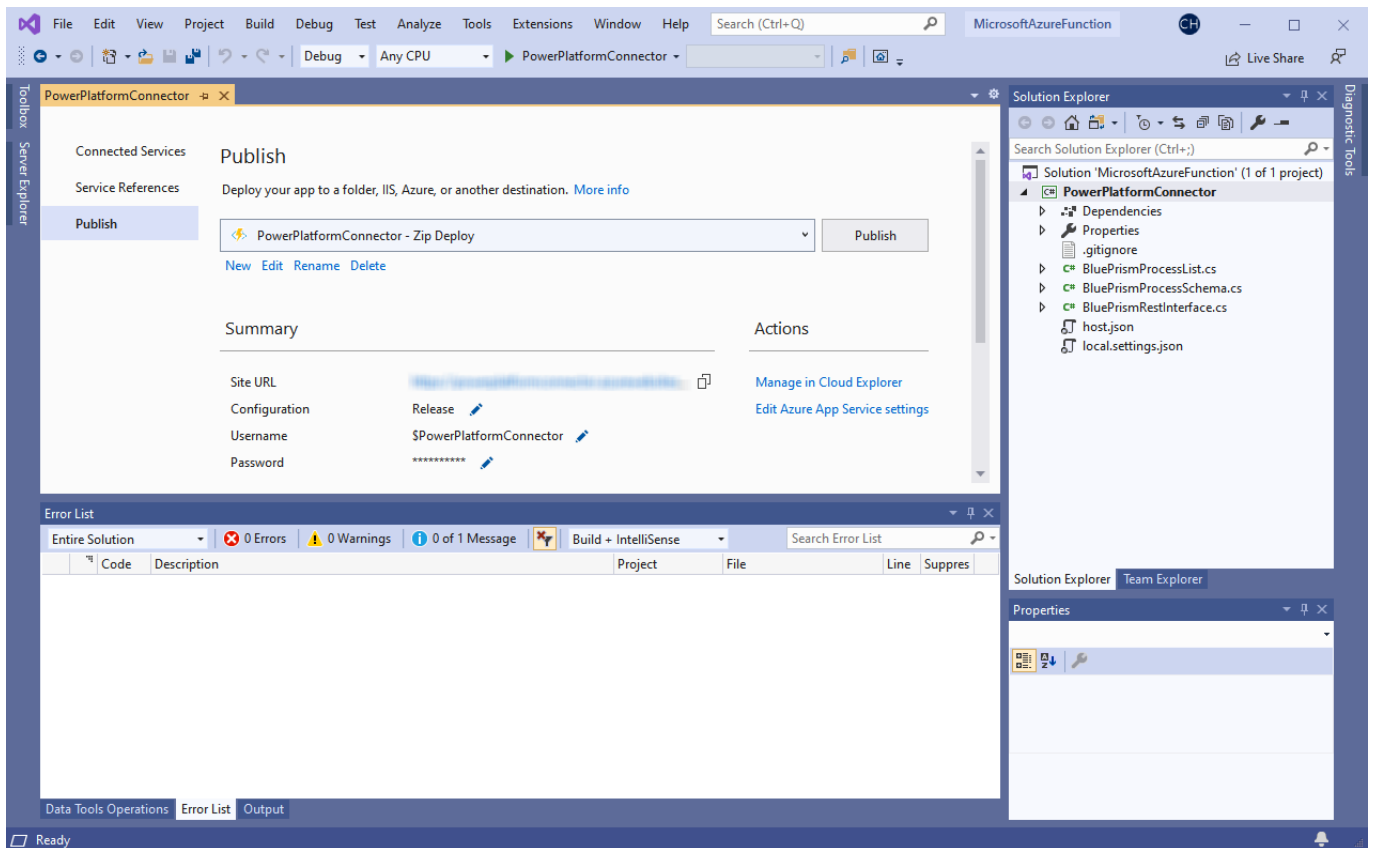 File Edit View Project Build Debug Test Analyze Tools Extensions Window Help Search (Ctrl+Q) MicrosoftAzureFunction CH
Debug Any CPU PowerPlatformConnector Live Share
Toolbox
Server Explorer
PowerPlatformConnector
Connected Services
Service References
Publish
Publish
Deploy your app to a folder, IIS, Azure, or another destination. More info
PowerPlatformConnector - Zip Deploy
Publish
New Edit Rename Delete
Summary
Actions
Site URL
Manage in Cloud Explorer
Configuration Release
Edit Azure App Service settings
Username $PowerPlatformConnector
Password **********
Error List
Entire Solution 0 Errors 0 Warnings 0 of 1 Message Build + IntelliSense Search Error List
Code Description Project File Line Suppres
Data Tools Operations Error List Output
Solution Explorer
Search Solution Explorer (Ctrl+;)
Solution 'MicrosoftAzureFunction' (1 of 1 project)
PowerPlatformConnector
Dependencies
Properties
.gitignore
C# BluePrismProcessList.cs
C# BluePrismProcessSchema.cs
C# BluePrismRestInterface.cs
host.json
local.settings.json
Solution Explorer Team Explorer
Properties
Diagnostic Tools
Ready